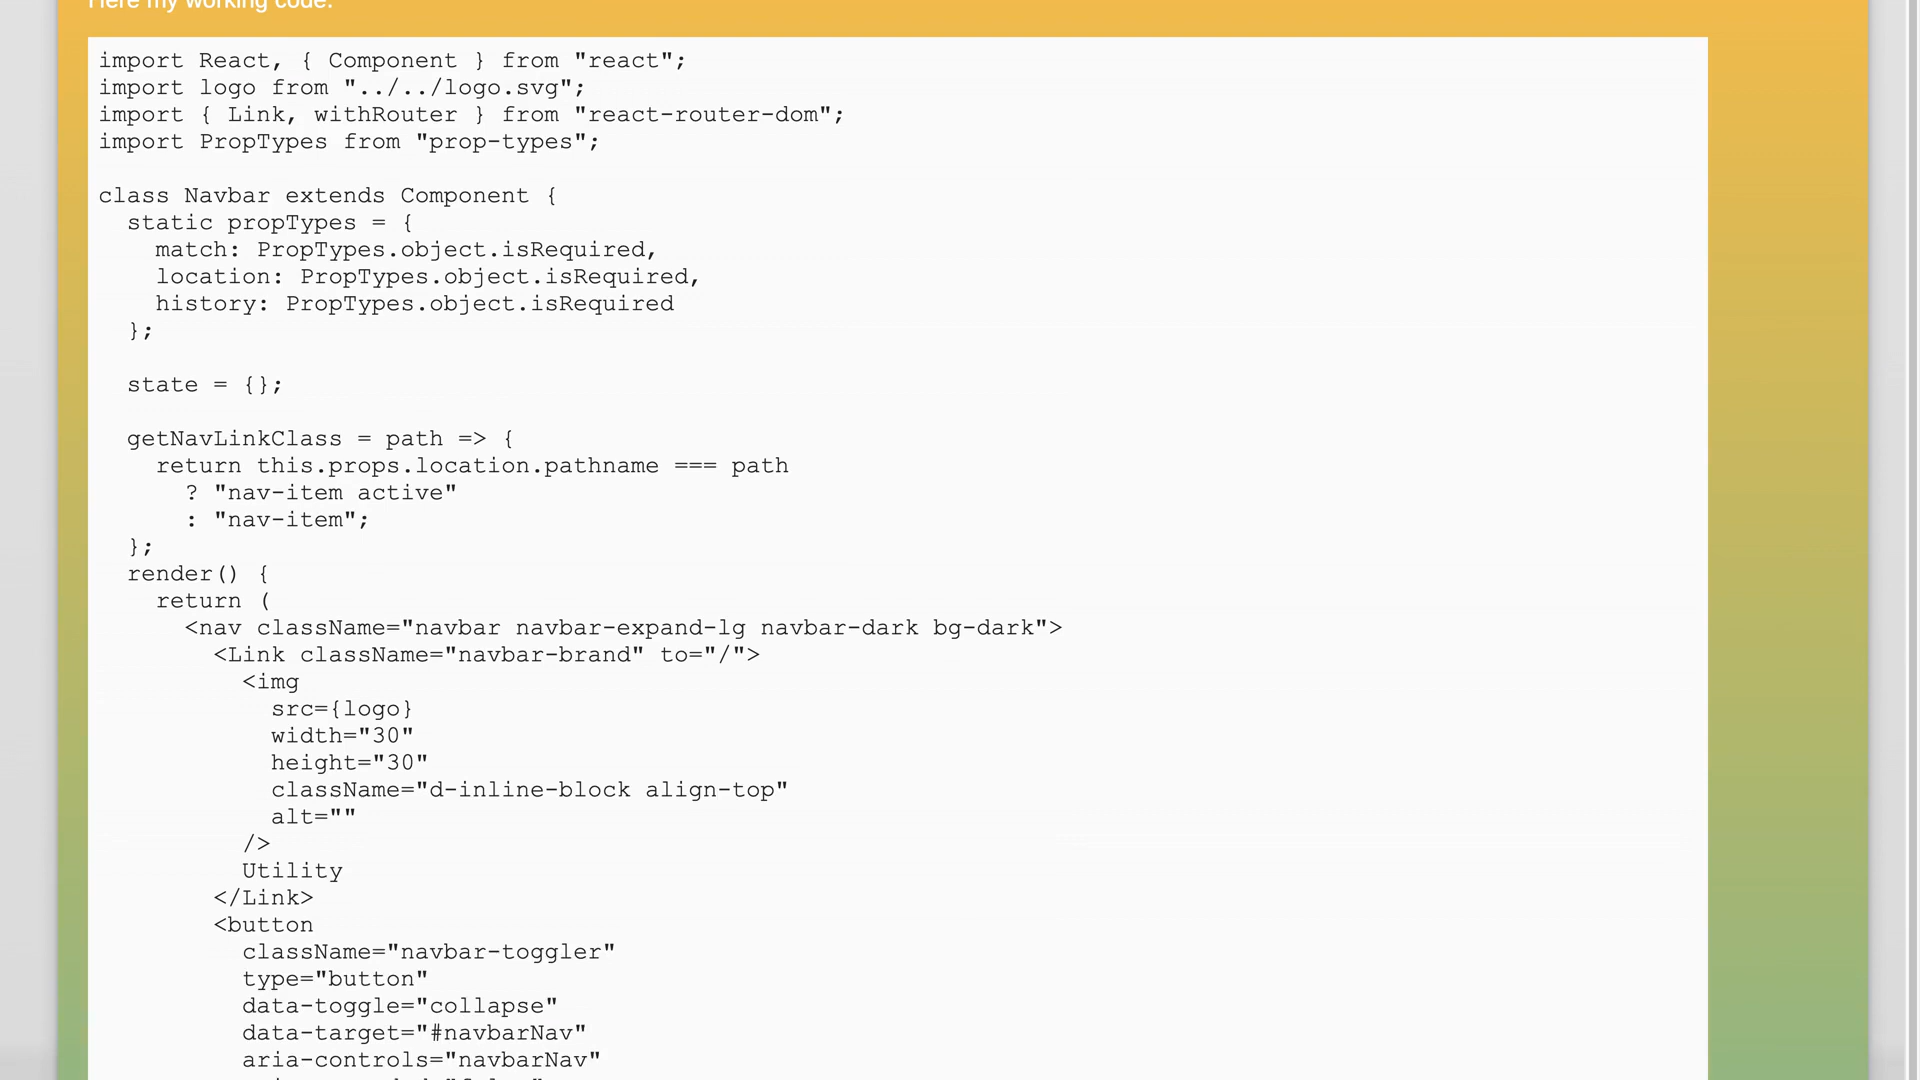 Here my working code:
import React, { Component } from "react";
import logo from "../../logo.svg";
import { Link, withRouter } from "react-router-dom";
import PropTypes from "prop-types";
class Navbar extends Component {
  static propTypes = {
    match: PropTypes.object.isRequired,
    location: PropTypes.object.isRequired,
    history: PropTypes.object.isRequired
  };
  state = {};
  getNavLinkClass = path => {
    return this.props.location.pathname === path
      ? "nav-item active"
      : "nav-item";
  };
  render() {
    return (
      <nav className="navbar navbar-expand-lg navbar-dark bg-dark">
        <Link className="navbar-brand" to="/">
          <img
            src={logo}
            width="30"
            height="30"
            className="d-inline-block align-top"
            alt=""
          />
          Utility
        </Link>
        <button
          className="navbar-toggler"
          type="button"
          data-toggle="collapse"
          data-target="#navbarNav"
          aria-controls="navbarNav"